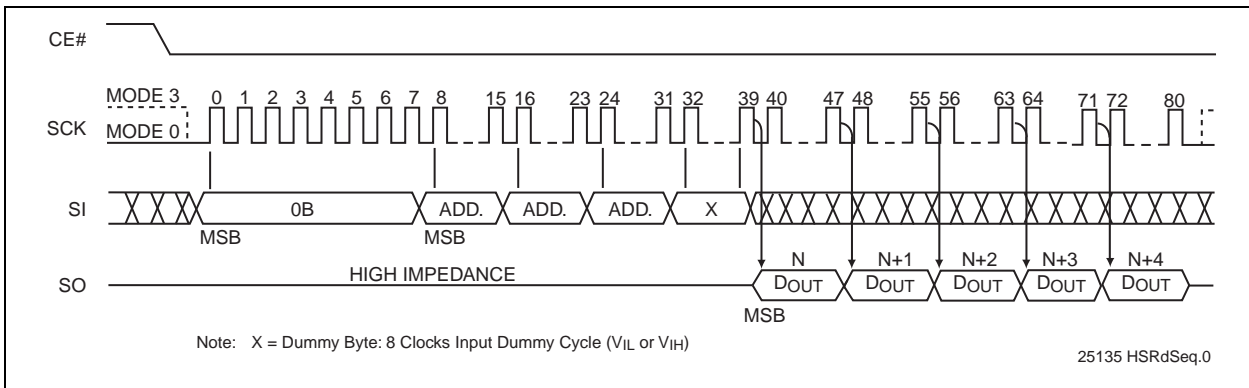 CE#
MODE 3
0 1 2 3 4 5 6 7 8 15 16 23 24 31 32 39 40 47 48 55 56 63 64 71 72 80
SCK
MODE 0
SI
0B ADD. ADD. ADD. X
MSB MSB
N N+1 N+2 N+3 N+4
HIGH IMPEDANCE
SO
DOUT DOUT DOUT DOUT DOUT
MSB
Note: X = Dummy Byte: 8 Clocks Input Dummy Cycle (VIL or VIH)
25135 HSRdSeq.0